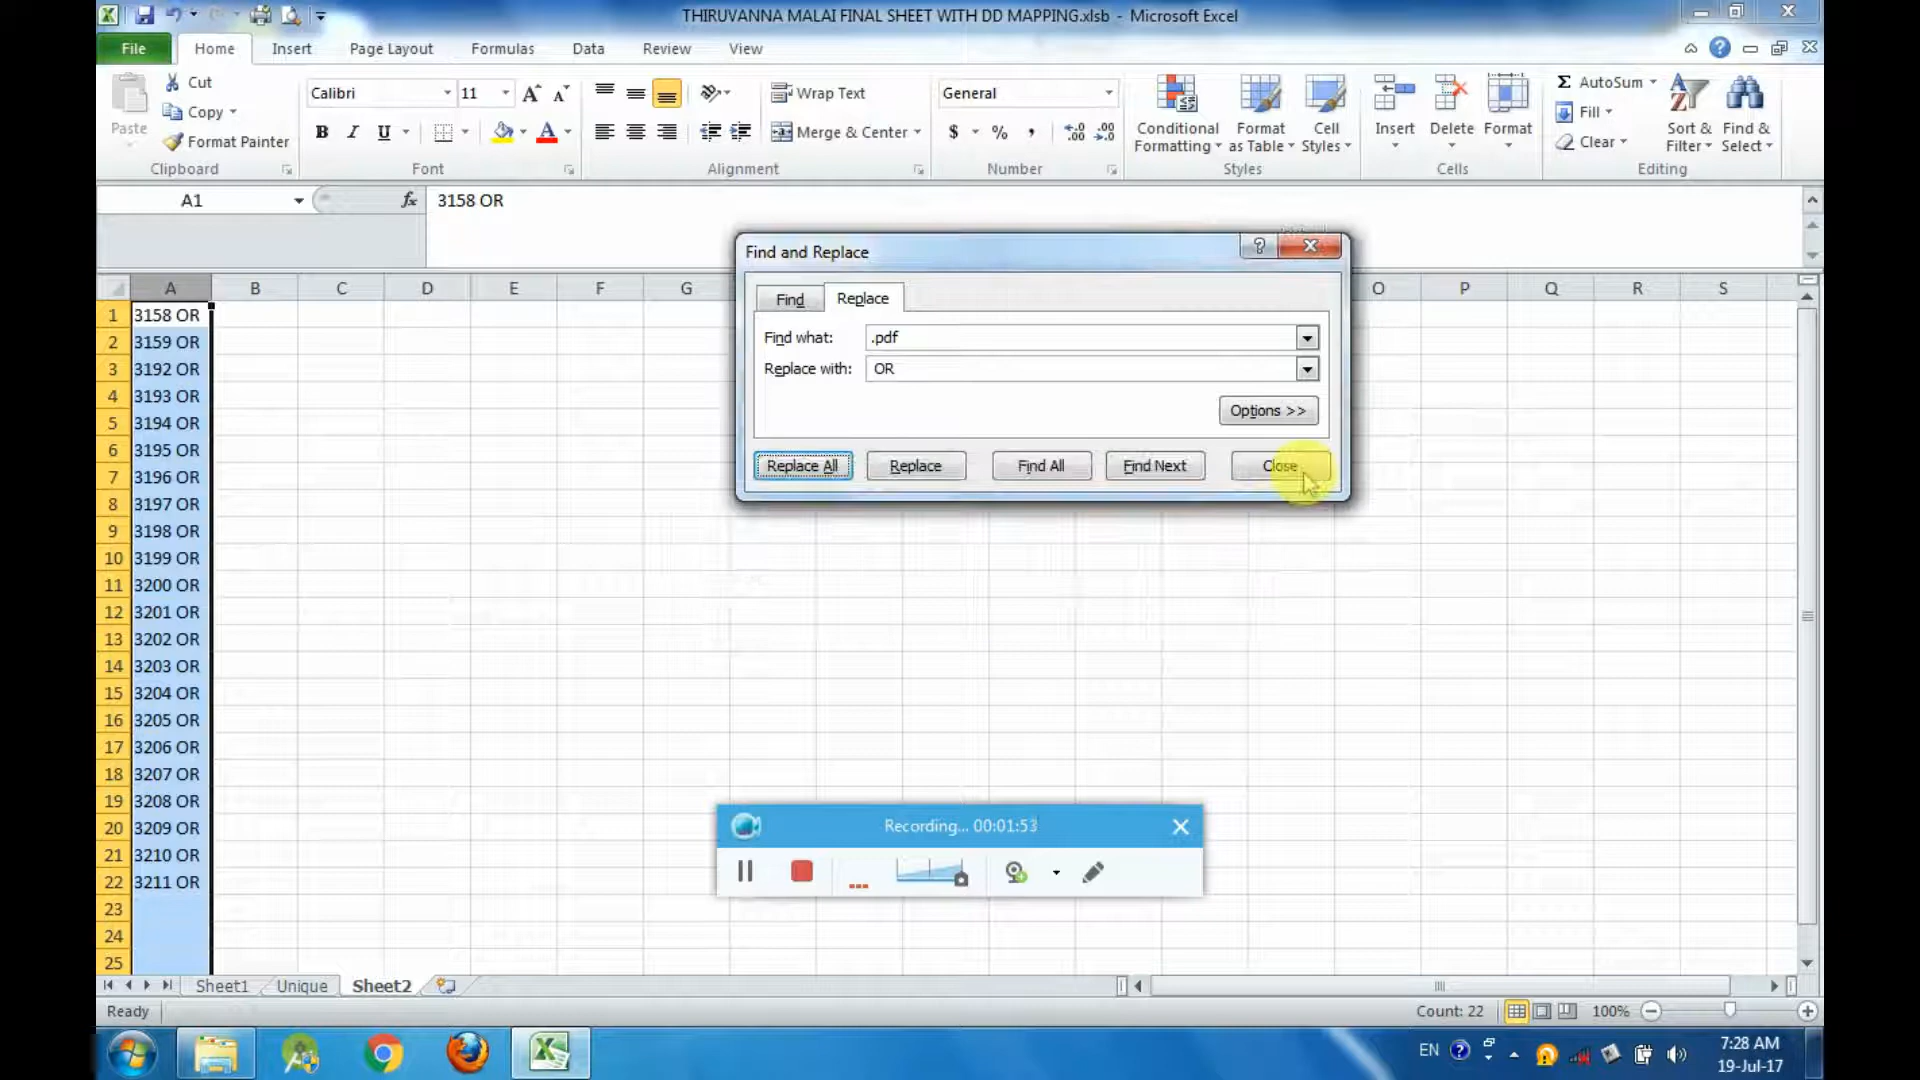 THIRUVANNA MALAI FINAL SHEET WITH DD MAPPING.xlsb - Microsoft Excel
File Home Insert Page Layout Formulas Data Review View
Paste
Cut
Copy
Format Painter
Clipboard
Calibri 11
B I U A
Font
Wrap Text
Merge & Center
Alignment
General
$ % ,
Number
Conditional Formatting
Format as Table
Cell Styles
Styles
Insert Delete Format
Cells
Σ AutoSum
Fill
Clear
Sort & Filter
Find & Select
Editing
A1 fx 3158 OR
Find and Replace
Find Replace
Find what: .pdf
Replace with: OR
Options >>
Replace All Replace Find All Find Next Close
A B C D E F G O P Q R S
1 3158 OR
2 3159 OR
3 3192 OR
4 3193 OR
5 3194 OR
6 3195 OR
7 3196 OR
8 3197 OR
9 3198 OR
10 3199 OR
11 3200 OR
12 3201 OR
13 3202 OR
14 3203 OR
15 3204 OR
16 3205 OR
17 3206 OR
18 3207 OR
19 3208 OR
20 3209 OR
21 3210 OR
22 3211 OR
23
24
25
Recording... 00:01:53
Sheet1 Unique Sheet2
Ready Count: 22 100%
EN 7:28 AM
19-Jul-17